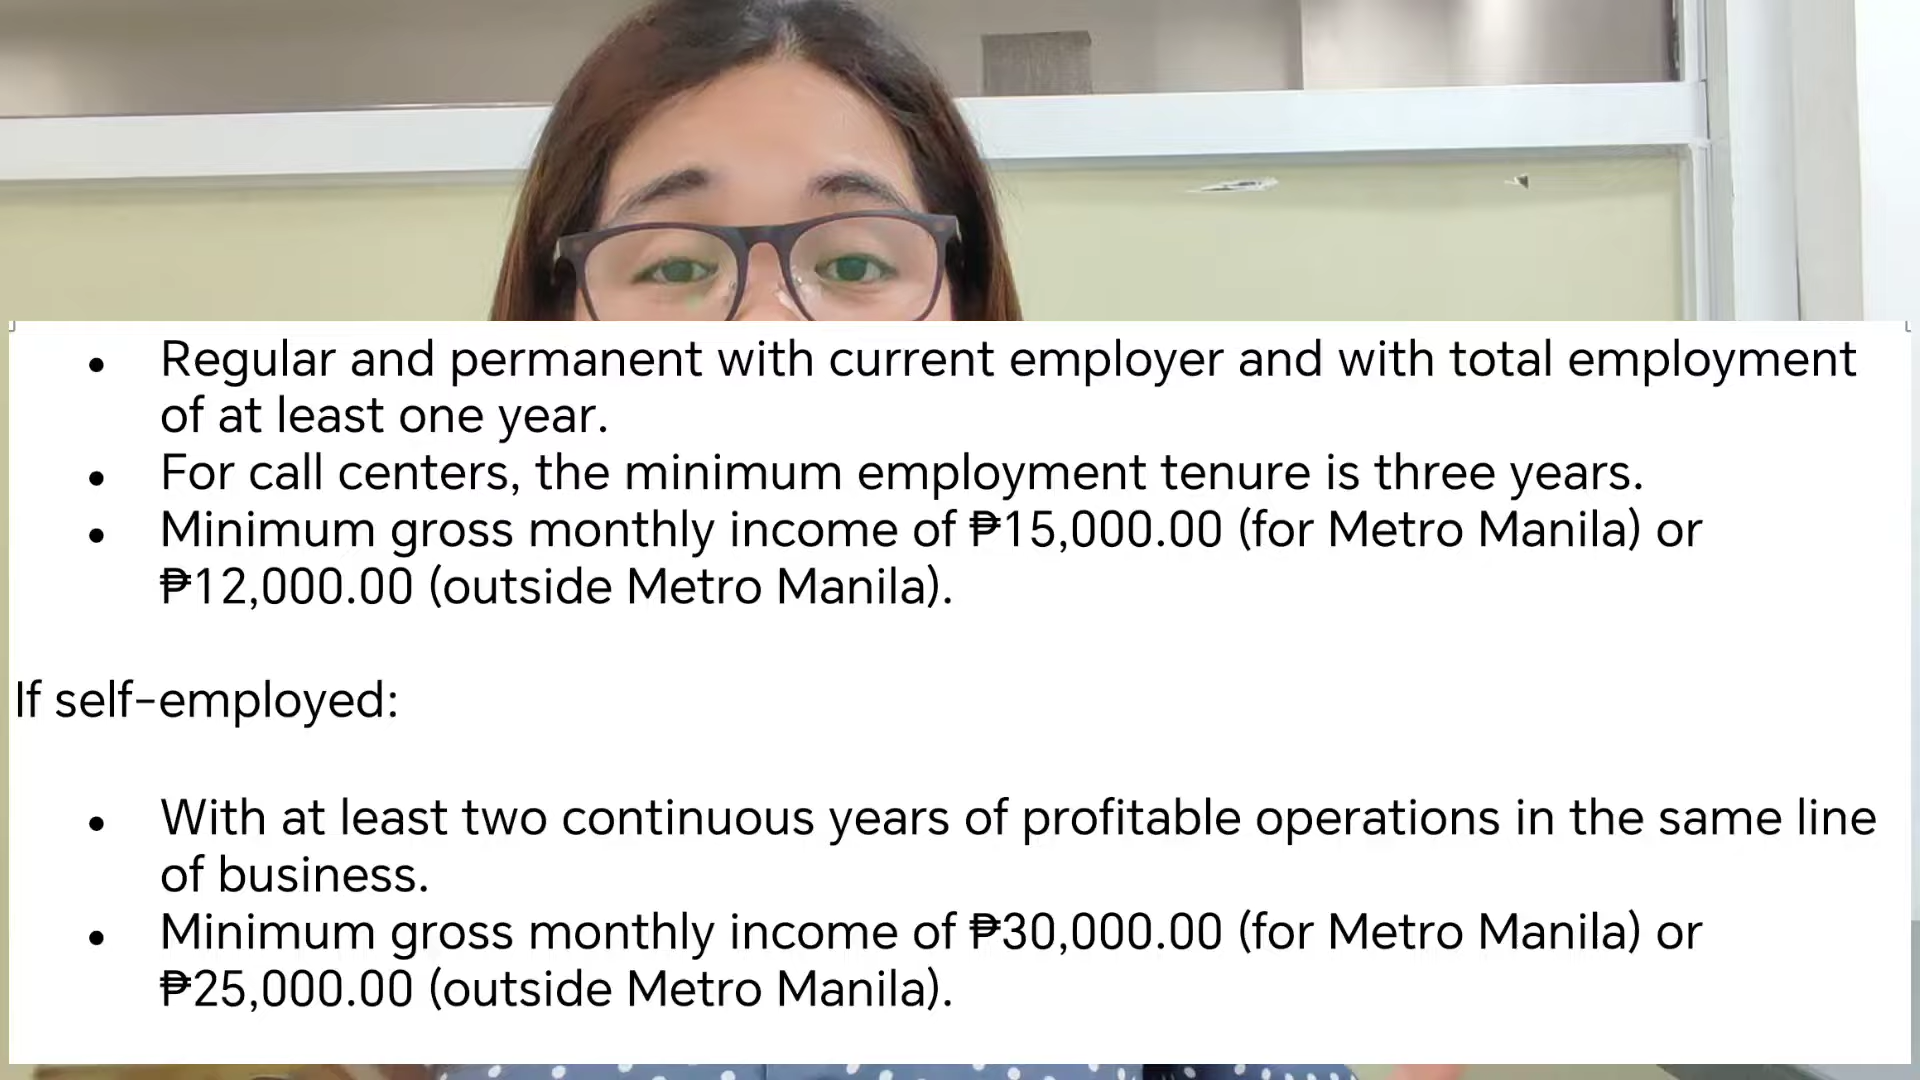 • Regular and permanent with current employer and with total employment
of at least one year.
• For call centers, the minimum employment tenure is three years.
• Minimum gross monthly income of ₱15,000.00 (for Metro Manila) or
₱12,000.00 (outside Metro Manila).
If self-employed:
• With at least two continuous years of profitable operations in the same line
of business.
• Minimum gross monthly income of ₱30,000.00 (for Metro Manila) or
₱25,000.00 (outside Metro Manila).